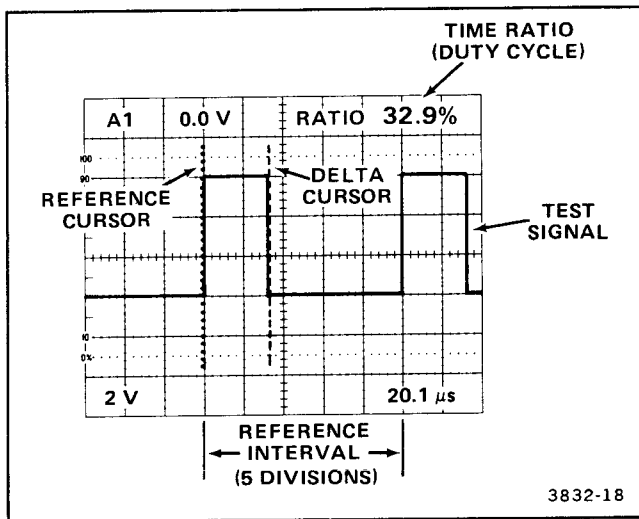 TIME RATIO
(DUTY CYCLE)
A1 0.0 V RATIO 32.9%
100
90
REFERENCE
CURSOR
DELTA
CURSOR
TEST
SIGNAL
10
0%
2 V 20.1 μs
REFERENCE
INTERVAL
(5 DIVISIONS)
3832-18